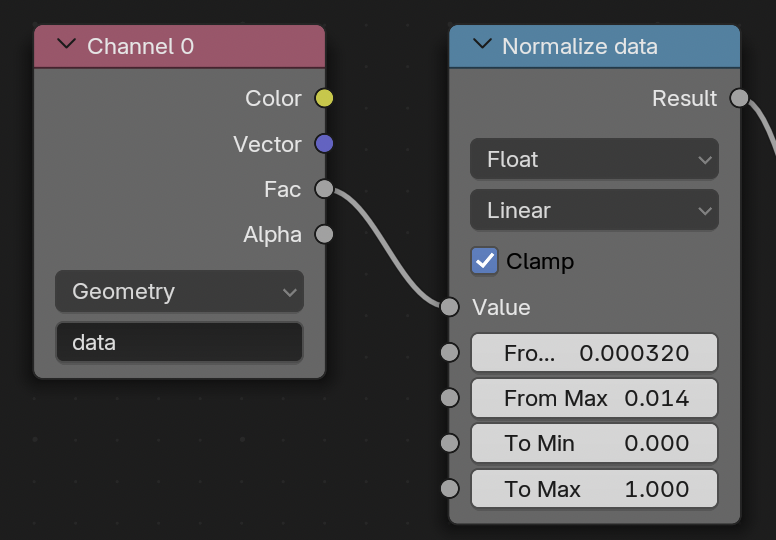 Channel 0
Color
Vector
Fac
Alpha
Geometry
data
Normalize data
Result
Float
Linear
Clamp
Value
Fro... 0.000320
From Max 0.014
To Min 0.000
To Max 1.000